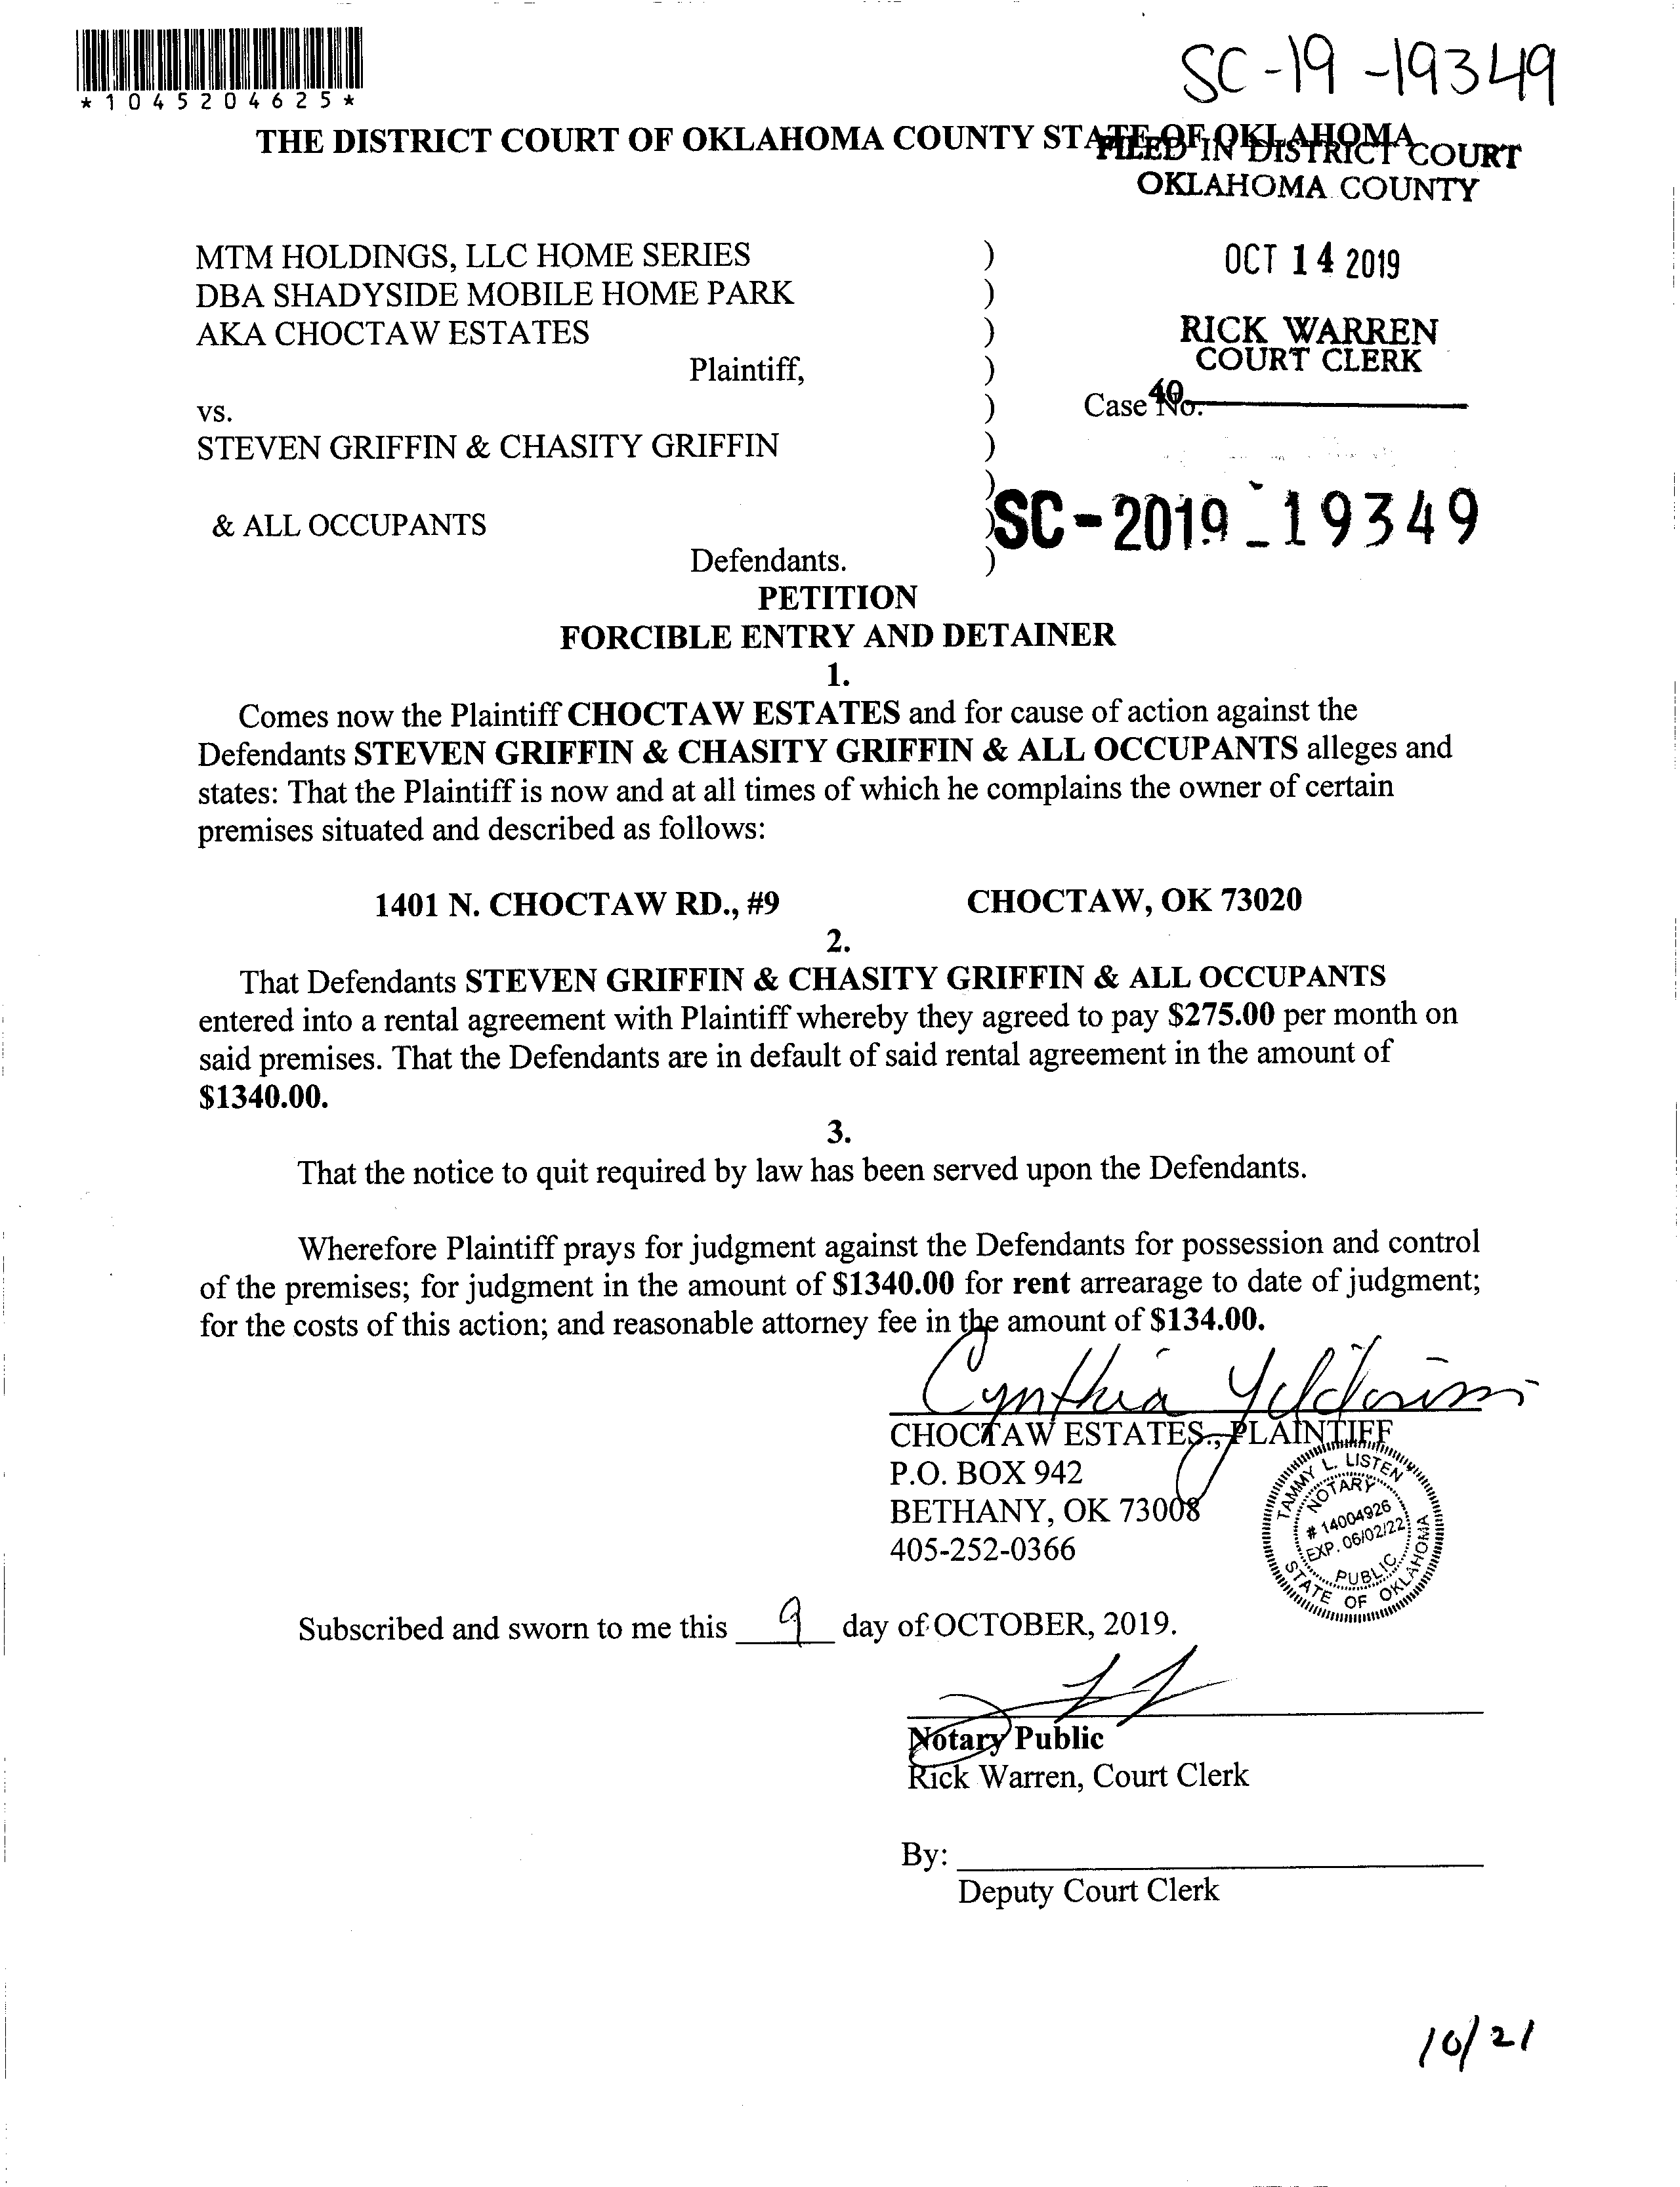 *1045204625*
SC-19-19349
THE DISTRICT COURT OF OKLAHOMA COUNTY STATE OF OKLAHOMA
FILED IN DISTRICT COURT
OKLAHOMA COUNTY
MTM HOLDINGS, LLC HOME SERIES )
OCT 14 2019
DBA SHADYSIDE MOBILE HOME PARK )
AKA CHOCTAW ESTATES )
RICK WARREN
COURT CLERK
Plaintiff, )
40
vs. ) Case No.
STEVEN GRIFFIN & CHASITY GRIFFIN )
)
& ALL OCCUPANTS )
SC-2019-19349
Defendants. )
PETITION
FORCIBLE ENTRY AND DETAINER
1.
Comes now the Plaintiff CHOCTAW ESTATES and for cause of action against the
Defendants STEVEN GRIFFIN & CHASITY GRIFFIN & ALL OCCUPANTS alleges and
states: That the Plaintiff is now and at all times of which he complains the owner of certain
premises situated and described as follows:
1401 N. CHOCTAW RD., #9 CHOCTAW, OK 73020
2.
That Defendants STEVEN GRIFFIN & CHASITY GRIFFIN & ALL OCCUPANTS
entered into a rental agreement with Plaintiff whereby they agreed to pay $275.00 per month on
said premises. That the Defendants are in default of said rental agreement in the amount of
$1340.00.
3.
That the notice to quit required by law has been served upon the Defendants.
Wherefore Plaintiff prays for judgment against the Defendants for possession and control
of the premises; for judgment in the amount of $1340.00 for rent arrearage to date of judgment;
for the costs of this action; and reasonable attorney fee in the amount of $134.00.
Cynthia
CHOCTAW ESTATES., PLAINTIFF
P.O. BOX 942
BETHANY, OK 73008
405-252-0366
TAMMY L. LISTEN
NOTARY
# 14004926
EXP. 06/02/22
PUBLIC
STATE OF OKLAHOMA
Subscribed and sworn to me this 9 day of OCTOBER, 2019.
Notary Public
Rick Warren, Court Clerk
By:
Deputy Court Clerk
10/21